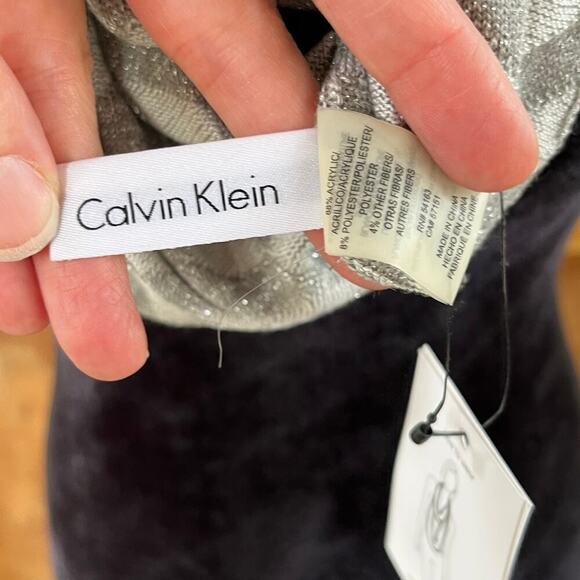 Calvin Klein
88% ACRYLIC/
ACRILICO/ACRYLIQUE
8% POLYESTER/POLIESTER/
POLYESTER
4% OTHER FIBERS/
OTRAS FIBRAS/
AUTRES FIBERS
RN# 54163
CA# 57151
MADE IN CHINA
HECHO EN CHINA
FABRIQUE EN CHINE